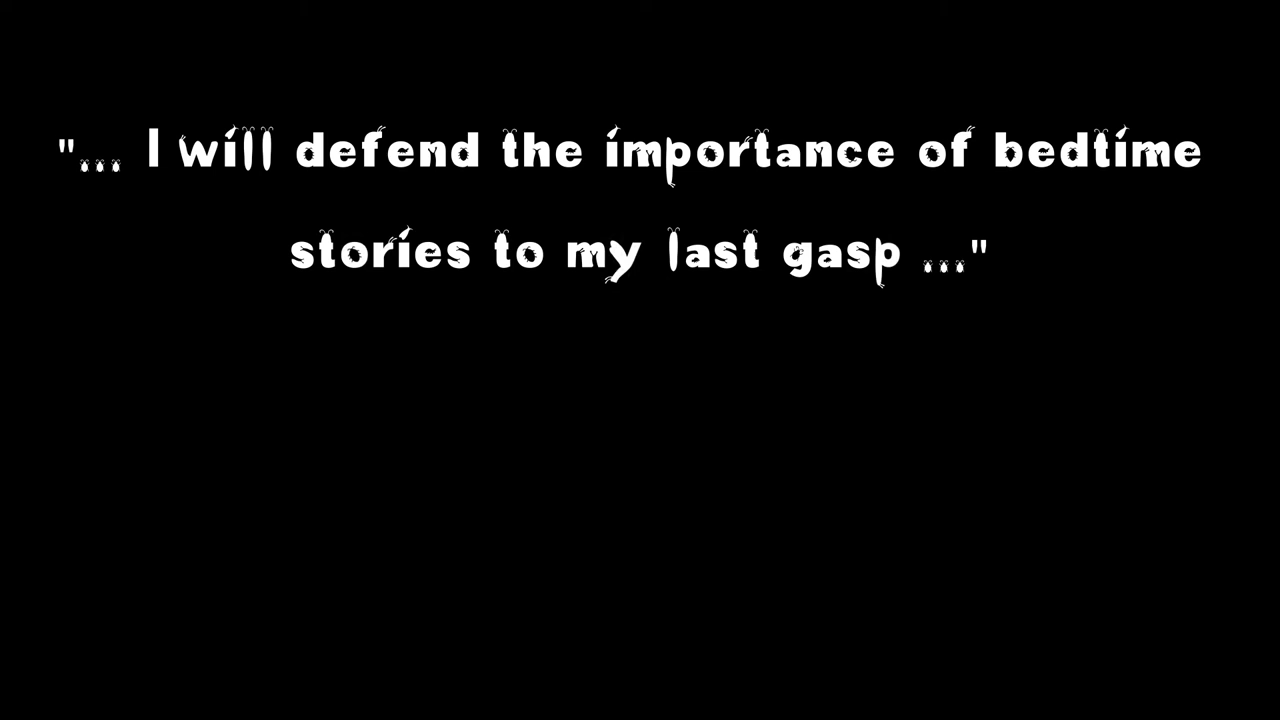 "... I will defend the importance of bedtime
stories to my last gasp ..."